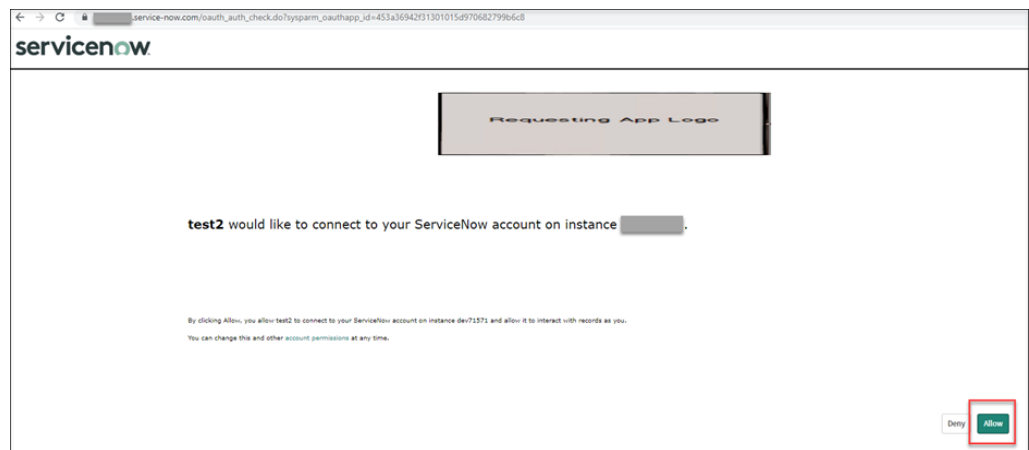 .service-now.com/oauth_auth_check.do?sysparm_oauthapp_id=453a36942f31301015d970682799b6c8
servicenow.
Requesting App Logo
test2 would like to connect to your ServiceNow account on instance .
By clicking Allow, you allow test2 to connect to your ServiceNow account on instance dev71571 and allow it to interact with records as you.
You can change this and other account permissions at any time.
Deny Allow